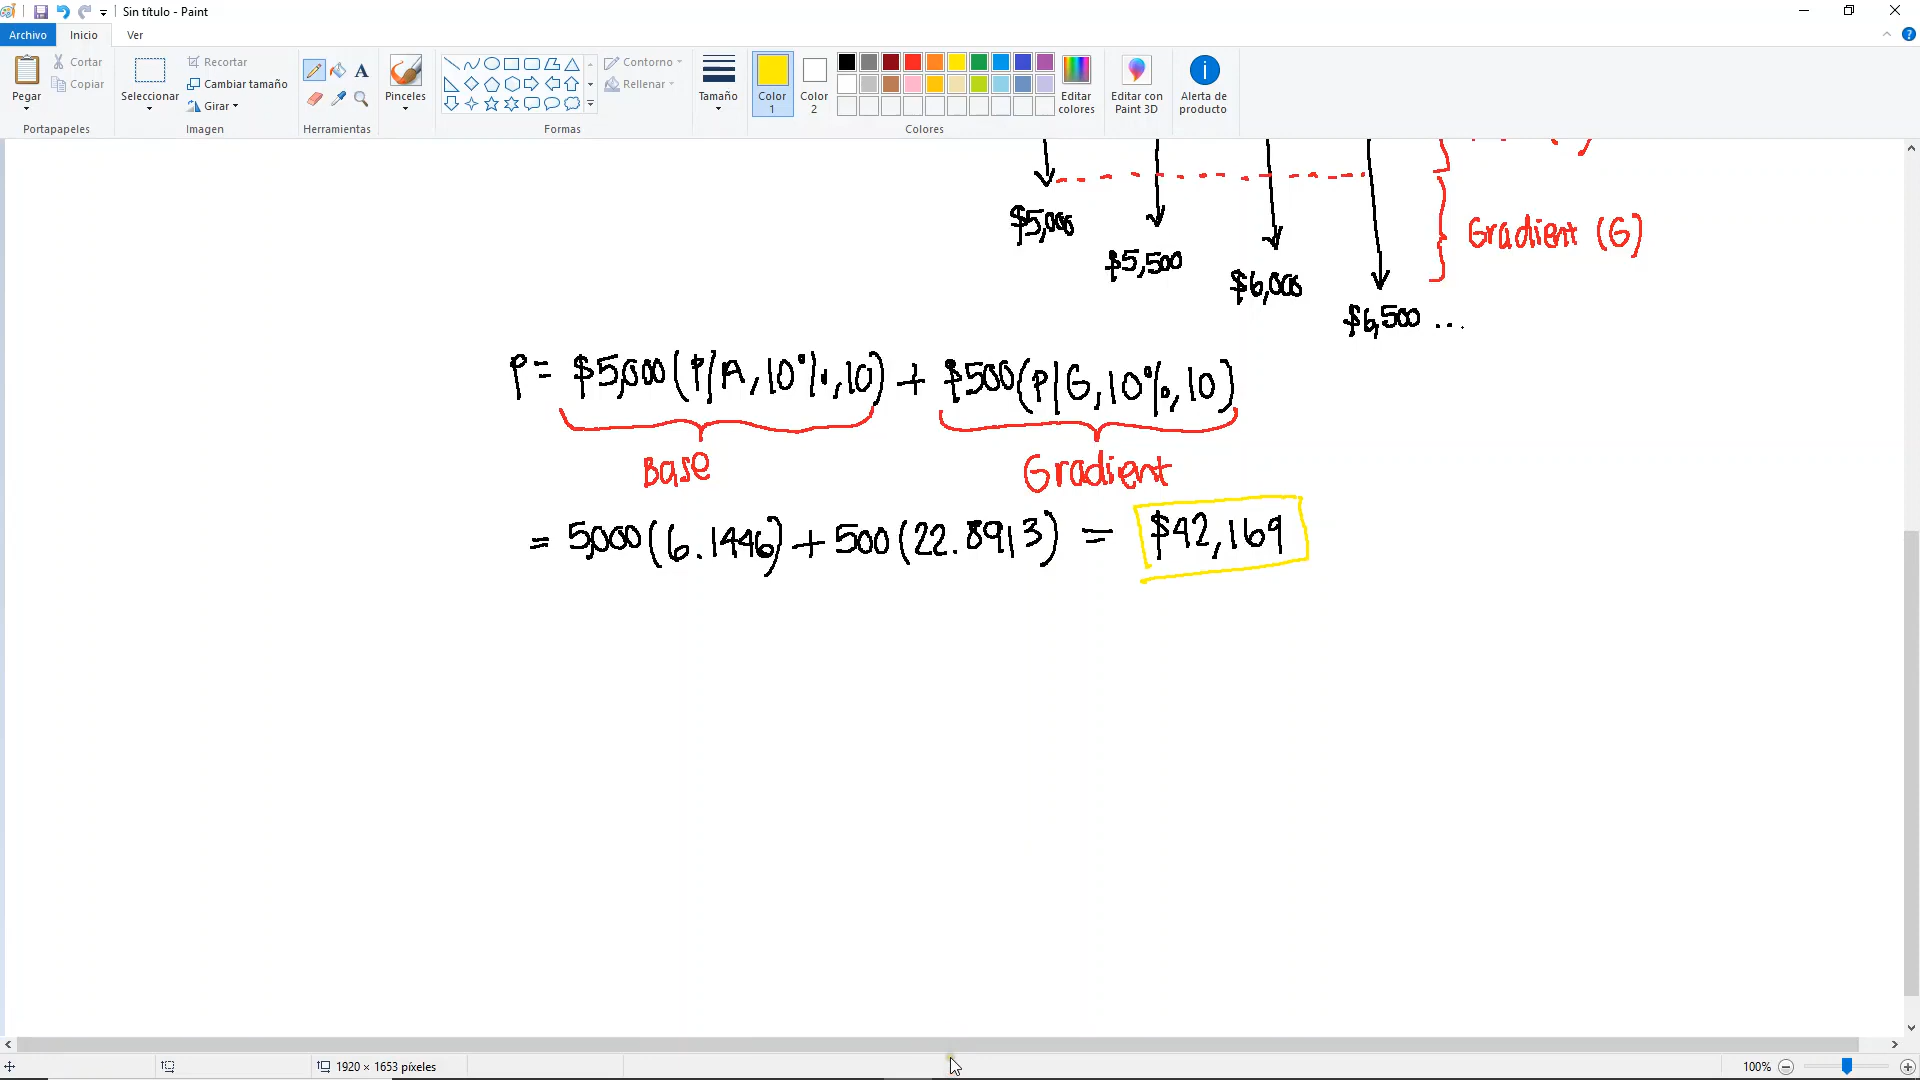 Sin título - Paint
Archivo Inicio Ver
Pegar
Cortar
Copiar
Portapapeles
Seleccionar
Recortar
Cambiar tamaño
Girar
Imagen
A
Herramientas
Pinceles
Contorno
Rellenar
Formas
Tamaño
Color 1
Color 2
Editar colores
Colores
Editar con Paint 3D
Alerta de producto
$5,000
$5,500
$6,000
$6,500 ...
Gradient (G)
P = $5,000(P/A, 10%, 10) + $500(P/G, 10%, 10)
Base Gradient
= 5,000(6.1446) + 500(22.8913) = $42,169
1920 × 1653 píxeles
100%